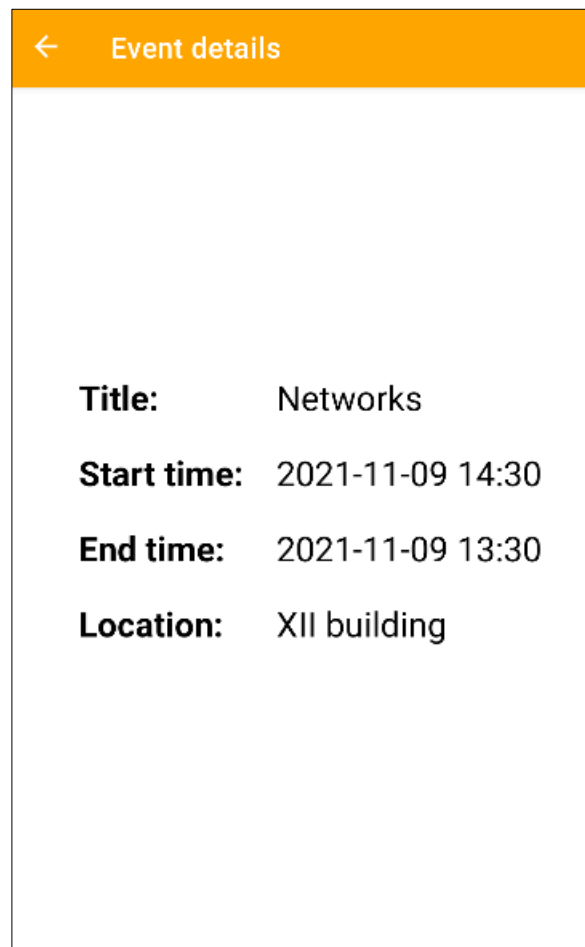 Event details
Title: Networks
Start time: 2021-11-09 14:30
End time: 2021-11-09 13:30
Location: XII building